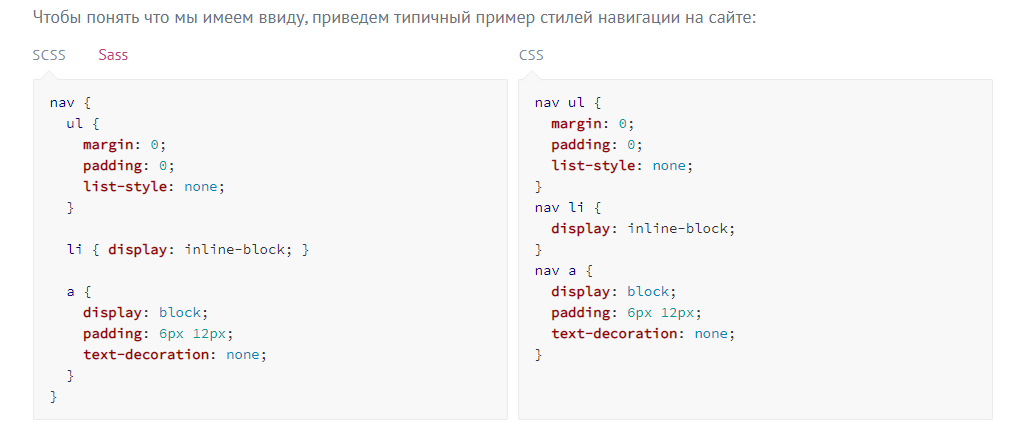 Чтобы понять что мы имеем ввиду, приведем типичный пример стилей навигации на сайте:
SCSS Sass
nav {
  ul {
    margin: 0;
    padding: 0;
    list-style: none;
  }

  li { display: inline-block; }

  a {
    display: block;
    padding: 6px 12px;
    text-decoration: none;
  }
}
CSS
nav ul {
  margin: 0;
  padding: 0;
  list-style: none;
}
nav li {
  display: inline-block;
}
nav a {
  display: block;
  padding: 6px 12px;
  text-decoration: none;
}